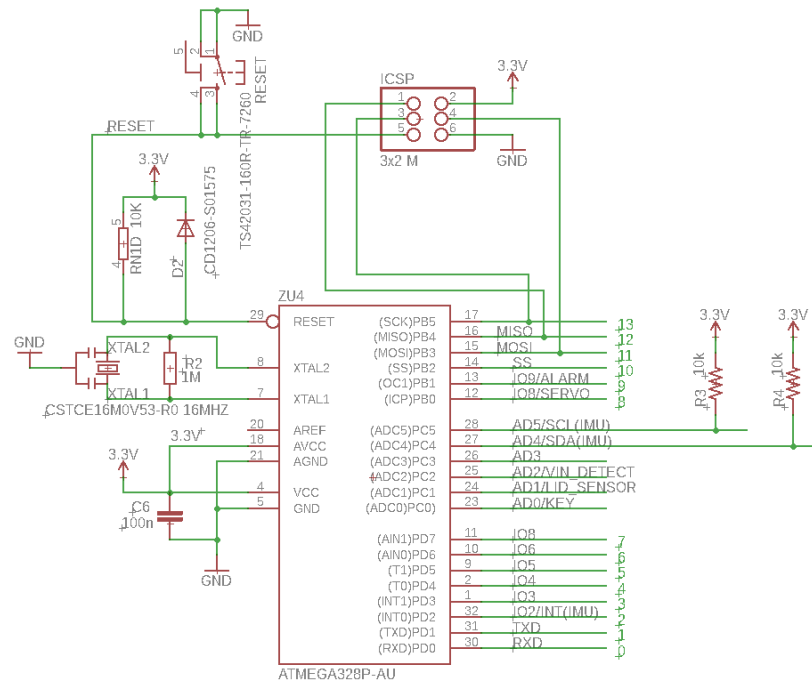 GND
5
2
1
4
3
RESET
TS42031-160R-TR-7260
RESET
ICSP
1
2
3
4
5
6
3x2 M
3.3V
GND
3.3V
5
4
RN1D
10K
D2
CD1206-S01575
GND
XTAL2
XTAL1
R2
1M
CSTCE16M0V53-R0 16MHZ
3.3V
3.3V
C6
100n
GND
ZU4
29 RESET
8 XTAL2
7 XTAL1
20 AREF
18 AVCC
21 AGND
4 VCC
5 GND
(SCK)PB5 17 13
(MISO)PB4 16 MISO 12
(MOSI)PB3 15 MOSI 11
(SS)PB2 14 SS 10
(OC1)PB1 13 IO9/ALARM 9
(ICP)PB0 12 IO8/SERVO 8
(ADC5)PC5 28 AD5/SCL(IMU)
(ADC4)PC4 27 AD4/SDA(IMU)
(ADC3)PC3 26 AD3
(ADC2)PC2 25 AD2/VIN_DETECT
(ADC1)PC1 24 AD1/LID_SENSOR
(ADC0)PC0) 23 AD0/KEY
(AIN1)PD7 11 IO8 7
(AIN0)PD6 10 IO6 6
(T1)PD5 9 IO5 5
(T0)PD4 2 IO4 4
(INT1)PD3 1 IO3 3
(INT0)PD2 32 IO2/INT(IMU) 2
(TXD)PD1 31 TXD 1
(RXD)PD0 30 RXD 0
ATMEGA328P-AU
3.3V
R3
10k
3.3V
R4
10k